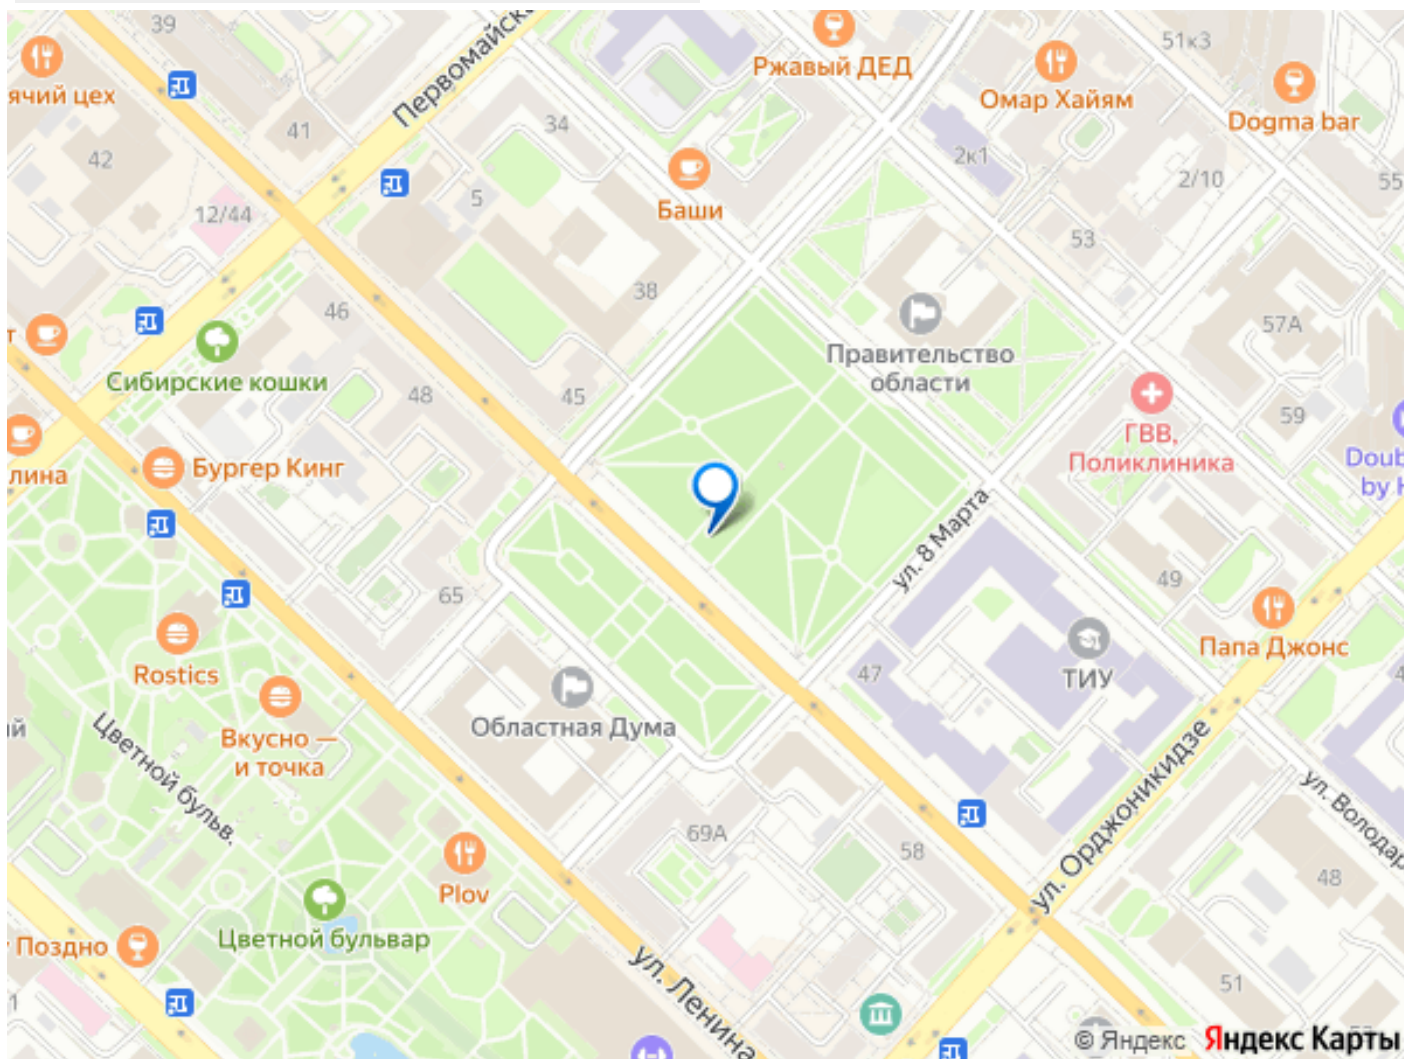 39
Первомайск
Ржавый ДЕД
51к3
Омар Хайям
Dogma bar
ячий цех
41
34
42
2к1
2/10
55
5
Баши
12/44
53
38
46
57А
Правительство
области
Сибирские кошки
48
45
59
ГВВ,
Поликлиника
Doub
by H
Бургер Кинг
лина
ул. 8 Марта
65
49
Папа Джонс
Rostics
47
ТИУ
Областная Дума
Вкусно —
и точка
Цветной бульв.
ул. Орджоникидзе
ул. Володар
69А
58
48
Plov
Цветной бульвар
Поздно
ул. Ленина
51
© Яндекс Яндекс Карты